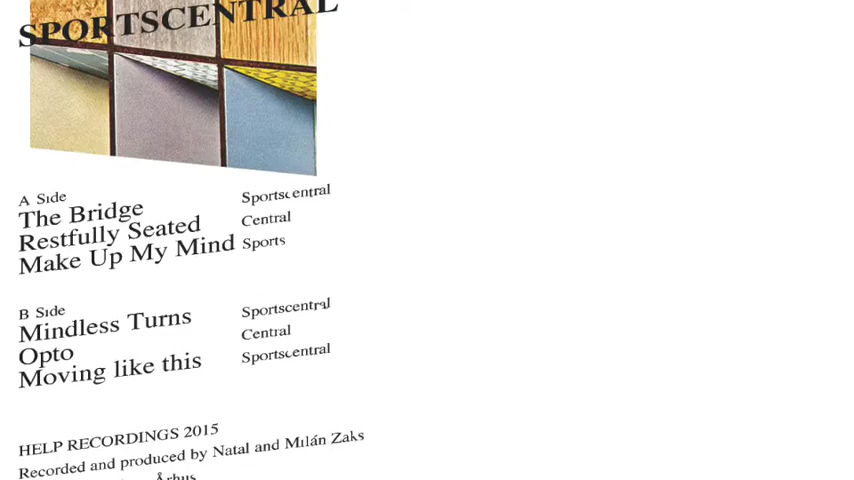 SPORTSCENTRAL
A Side
The Bridge Sportscentral
Restfully Seated Central
Make Up My Mind Sports
B Side
Mindless Turns Sportscentral
Opto Central
Moving like this Sportscentral
HELP RECORDINGS 2015
Recorded and produced by Natal and Milán Zaks
Århus